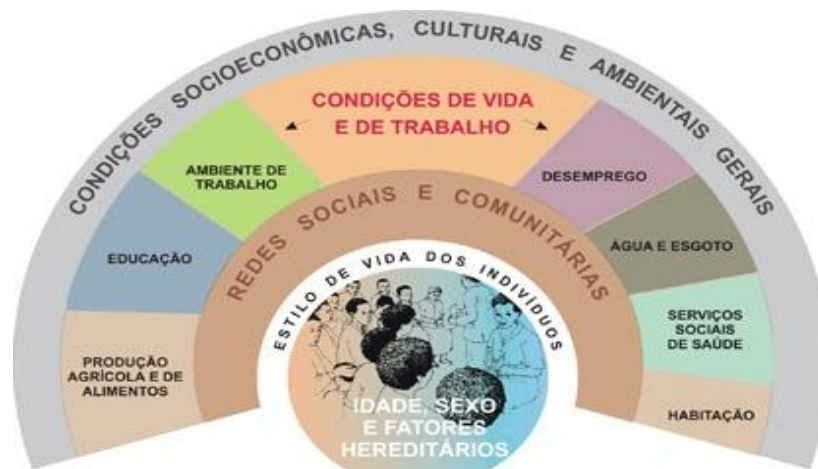 CONDIÇÕES SOCIOECONÔMICAS, CULTURAIS E AMBIENTAIS GERAIS
CONDIÇÕES DE VIDA
E DE TRABALHO
AMBIENTE DE
TRABALHO
DESEMPREGO
EDUCAÇÃO
ÁGUA E ESGOTO
PRODUÇÃO
AGRÍCOLA E DE
ALIMENTOS
SERVIÇOS
SOCIAIS
DE SAÚDE
HABITAÇÃO
REDES SOCIAIS E COMUNITÁRIAS
ESTILO DE VIDA DOS INDIVÍDUOS
IDADE, SEXO
E FATORES
HEREDITÁRIOS